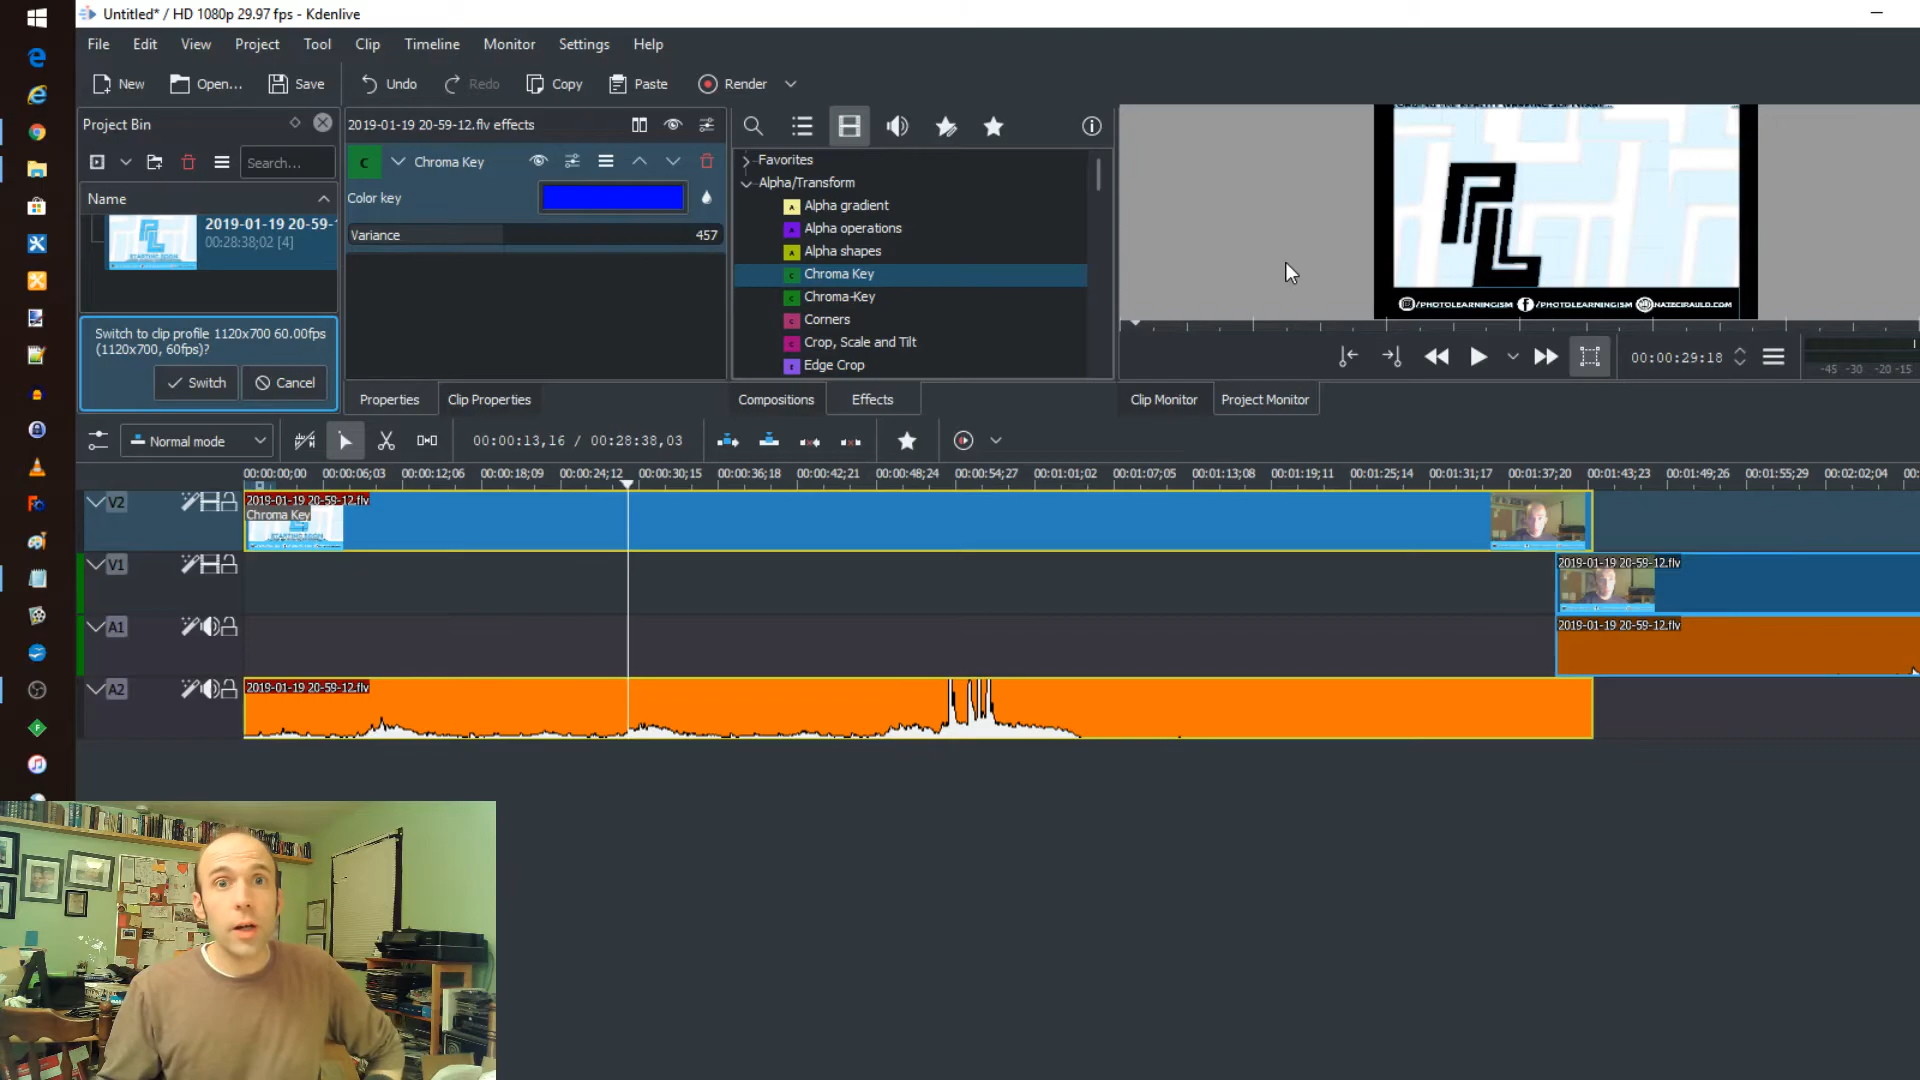 Untitled* / HD 1080p 29.97 fps - Kdenlive
File Edit View Project Tool Clip Timeline Monitor Settings Help
New Open... Save Undo Redo Copy Paste Render
Project Bin
Search...
Name
2019-01-19 20-59-
00:28:38;02 [4]
Switch to clip profile 1120x700 60.00fps
(1120x700, 60fps)?
Switch Cancel
2019-01-19 20-59-12.flv effects
C Chroma Key
Color key
Variance 457
Properties Clip Properties
Favorites
Alpha/Transform
Alpha gradient
Alpha operations
Alpha shapes
Chroma Key
Chroma-Key
Corners
Crop, Scale and Tilt
Edge Crop
Compositions Effects
/PHOTOLEARNINGISM /PHOTOLEARNINGISM NATECIRAULD.COM
00:00:29:18
-45 -30 -20 -15
Clip Monitor Project Monitor
Normal mode
00:00:13,16 / 00:28:38,03
00:00:00;00 00:00:06;03 00:00:12;06 00:00:18;09 00:00:24;12 00:00:30;15 00:00:36;18 00:00:42;21 00:00:48;24 00:00:54;27 00:01:01;02 00:01:07;05 00:01:13;08 00:01:19;11 00:01:25;14 00:01:31;17 00:01:37;20 00:01:43;23 00:01:49;26 00:01:55;29 00:02:02;04
V2
2019-01-19 20-59-12.flv
Chroma Key
V1
2019-01-19 20-59-12.flv
A1
2019-01-19 20-59-12.flv
A2
2019-01-19 20-59-12.flv